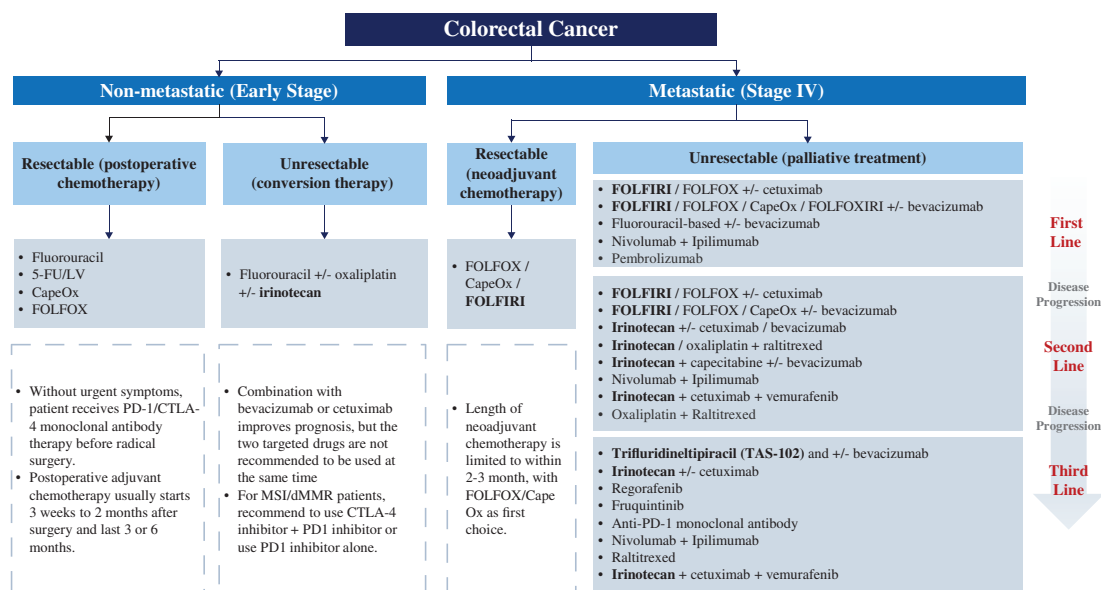 Colorectal Cancer
Non-metastatic (Early Stage)
Metastatic (Stage IV)
Resectable (postoperative
chemotherapy)
Unresectable
(conversion therapy)
Resectable
(neoadjuvant
chemotherapy)
Unresectable (palliative treatment)
• Fluorouracil
• 5-FU/LV
• CapeOx
• FOLFOX
• Fluorouracil +/- oxaliplatin
+/- irinotecan
• FOLFOX /
CapeOx /
FOLFIRI
• FOLFIRI / FOLFOX +/- cetuximab
• FOLFIRI / FOLFOX / CapeOx / FOLFOXIRI +/- bevacizumab
• Fluorouracil-based +/- bevacizumab
• Nivolumab + Ipilimumab
• Pembrolizumab
First
Line
Disease
Progression
• FOLFIRI / FOLFOX +/- cetuximab
• FOLFIRI / FOLFOX / CapeOx +/- bevacizumab
• Irinotecan +/- cetuximab / bevacizumab
• Irinotecan / oxaliplatin + raltitrexed
• Irinotecan + capecitabine +/- bevacizumab
• Nivolumab + Ipilimumab
• Irinotecan + cetuximab + vemurafenib
• Oxaliplatin + Raltitrexed
Second
Line
Disease
Progression
• Trifluridineltipiracil (TAS-102) and +/- bevacizumab
• Irinotecan +/- cetuximab
• Regorafenib
• Fruquintinib
• Anti-PD-1 monoclonal antibody
• Nivolumab + Ipilimumab
• Raltitrexed
• Irinotecan + cetuximab + vemurafenib
Third
Line
• Without urgent symptoms,
patient receives PD-1/CTLA-
4 monoclonal antibody
therapy before radical
surgery.
• Postoperative adjuvant
chemotherapy usually starts
3 weeks to 2 months after
surgery and last 3 or 6
months.
• Combination with
bevacizumab or cetuximab
improves prognosis, but the
two targeted drugs are not
recommended to be used at
the same time
• For MSI/dMMR patients,
recommend to use CTLA-4
inhibitor + PD1 inhibitor or
use PD1 inhibitor alone.
• Length of
neoadjuvant
chemotherapy is
limited to within
2-3 month, with
FOLFOX/Cape
Ox as first
choice.